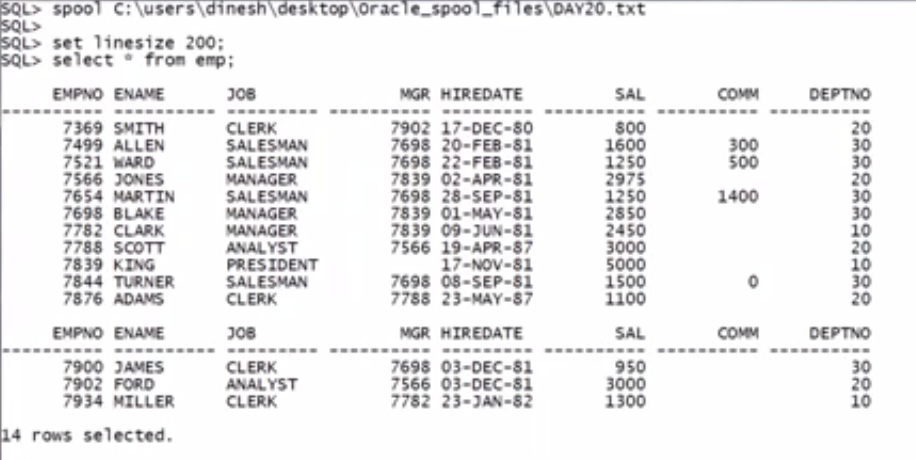 SQL> spool C:\users\dinesh\desktop\Oracle_spool_files\DAY20.txt
SQL>
SQL> set linesize 200;
SQL> select * from emp;
     EMPNO ENAME      JOB              MGR HIREDATE         SAL       COMM     DEPTNO
---------- ---------- --------- ---------- --------- ---------- ---------- ----------
      7369 SMITH      CLERK           7902 17-DEC-80        800                    20
      7499 ALLEN      SALESMAN        7698 20-FEB-81       1600        300         30
      7521 WARD       SALESMAN        7698 22-FEB-81       1250        500         30
      7566 JONES      MANAGER         7839 02-APR-81       2975                    20
      7654 MARTIN     SALESMAN        7698 28-SEP-81       1250       1400         30
      7698 BLAKE      MANAGER         7839 01-MAY-81       2850                    30
      7782 CLARK      MANAGER         7839 09-JUN-81       2450                    10
      7788 SCOTT      ANALYST         7566 19-APR-87       3000                    20
      7839 KING       PRESIDENT            17-NOV-81       5000                    10
      7844 TURNER     SALESMAN        7698 08-SEP-81       1500          0         30
      7876 ADAMS      CLERK           7788 23-MAY-87       1100                    20
     EMPNO ENAME      JOB              MGR HIREDATE         SAL       COMM     DEPTNO
---------- ---------- --------- ---------- --------- ---------- ---------- ----------
      7900 JAMES      CLERK           7698 03-DEC-81        950                    30
      7902 FORD       ANALYST         7566 03-DEC-81       3000                    20
      7934 MILLER     CLERK           7782 23-JAN-82       1300                    10
14 rows selected.